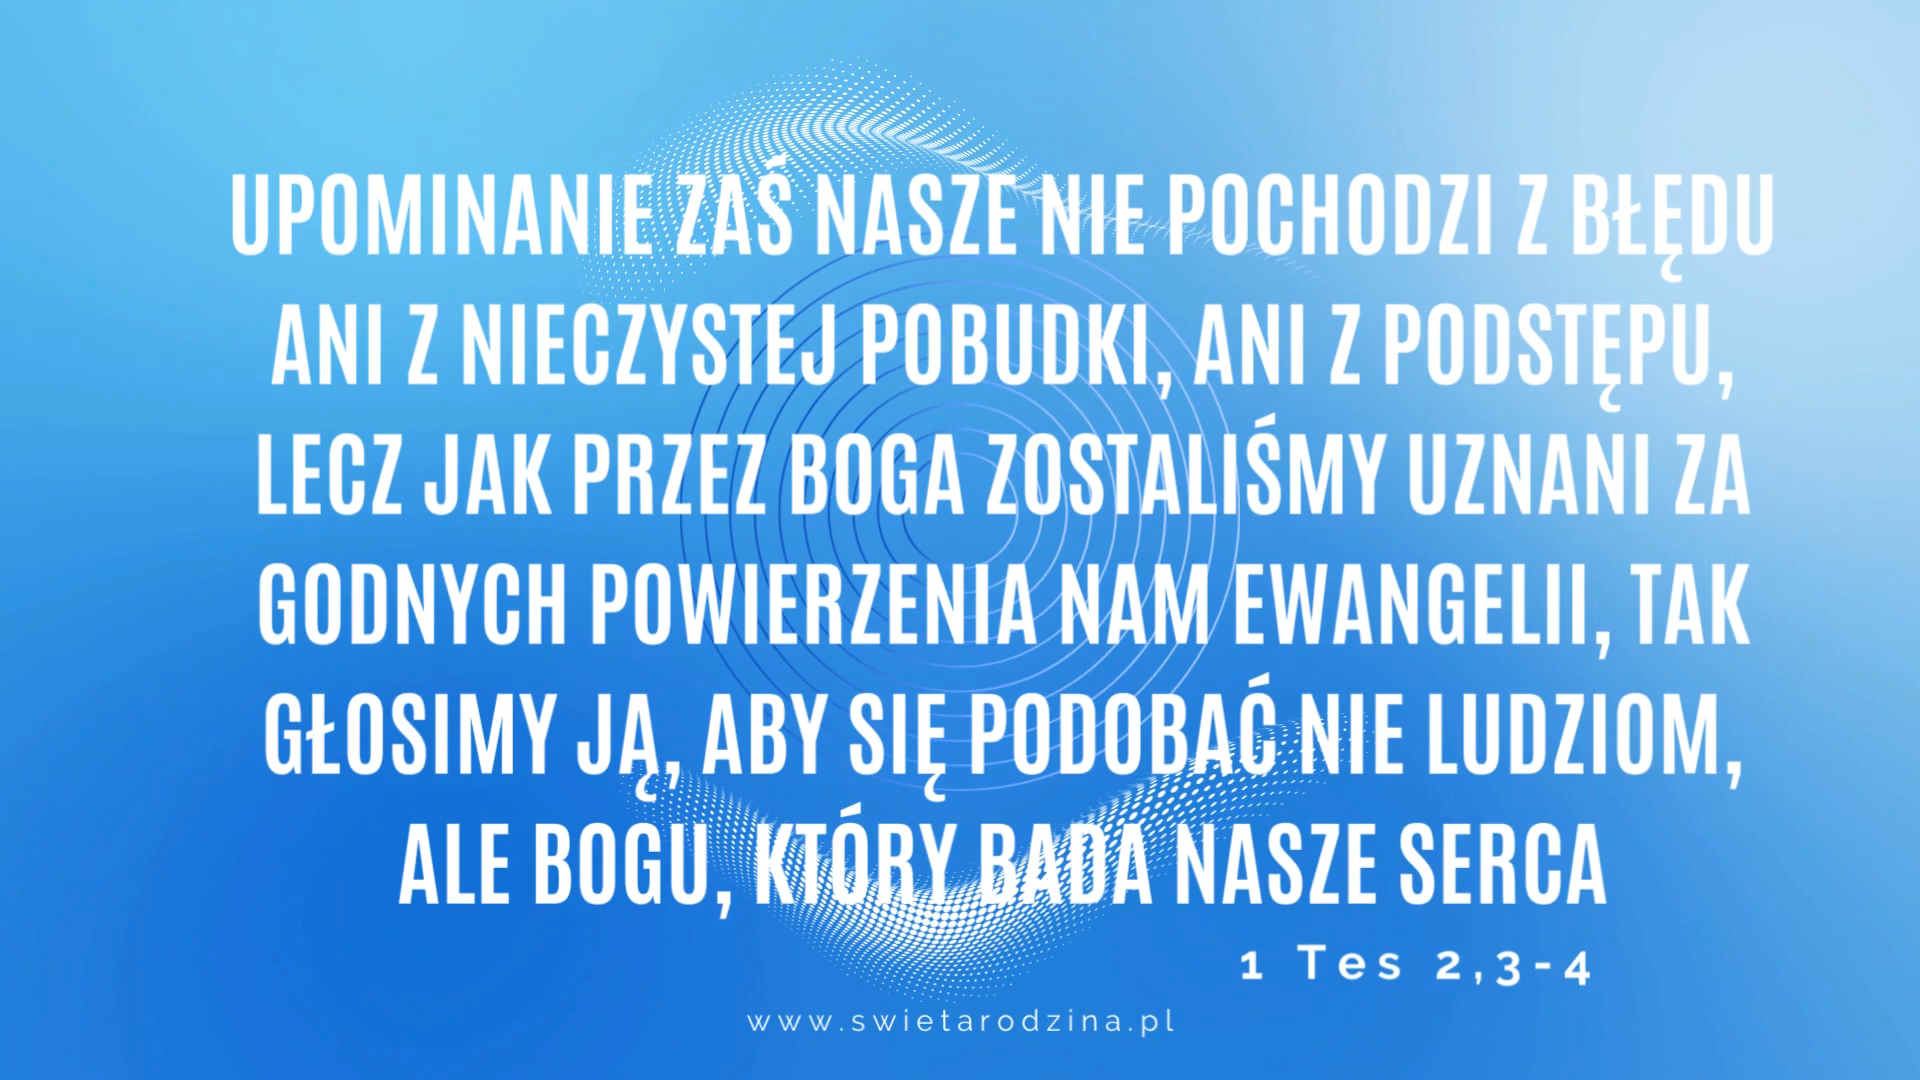 UPOMINANIE ZAŚ NASZE NIE POCHODZI Z BŁĘDU
ANI Z NIECZYSTEJ POBUDKI, ANI Z PODSTĘPU,
LECZ JAK PRZEZ BOGA ZOSTALIŚMY UZNANI ZA
GODNYCH POWIERZENIA NAM EWANGELII, TAK
GŁOSIMY JĄ, ABY SIĘ PODOBAĆ NIE LUDZIOM,
ALE BOGU, KTÓRY BADA NASZE SERCA
1 Tes 2,3-4
www.swietarodzina.pl